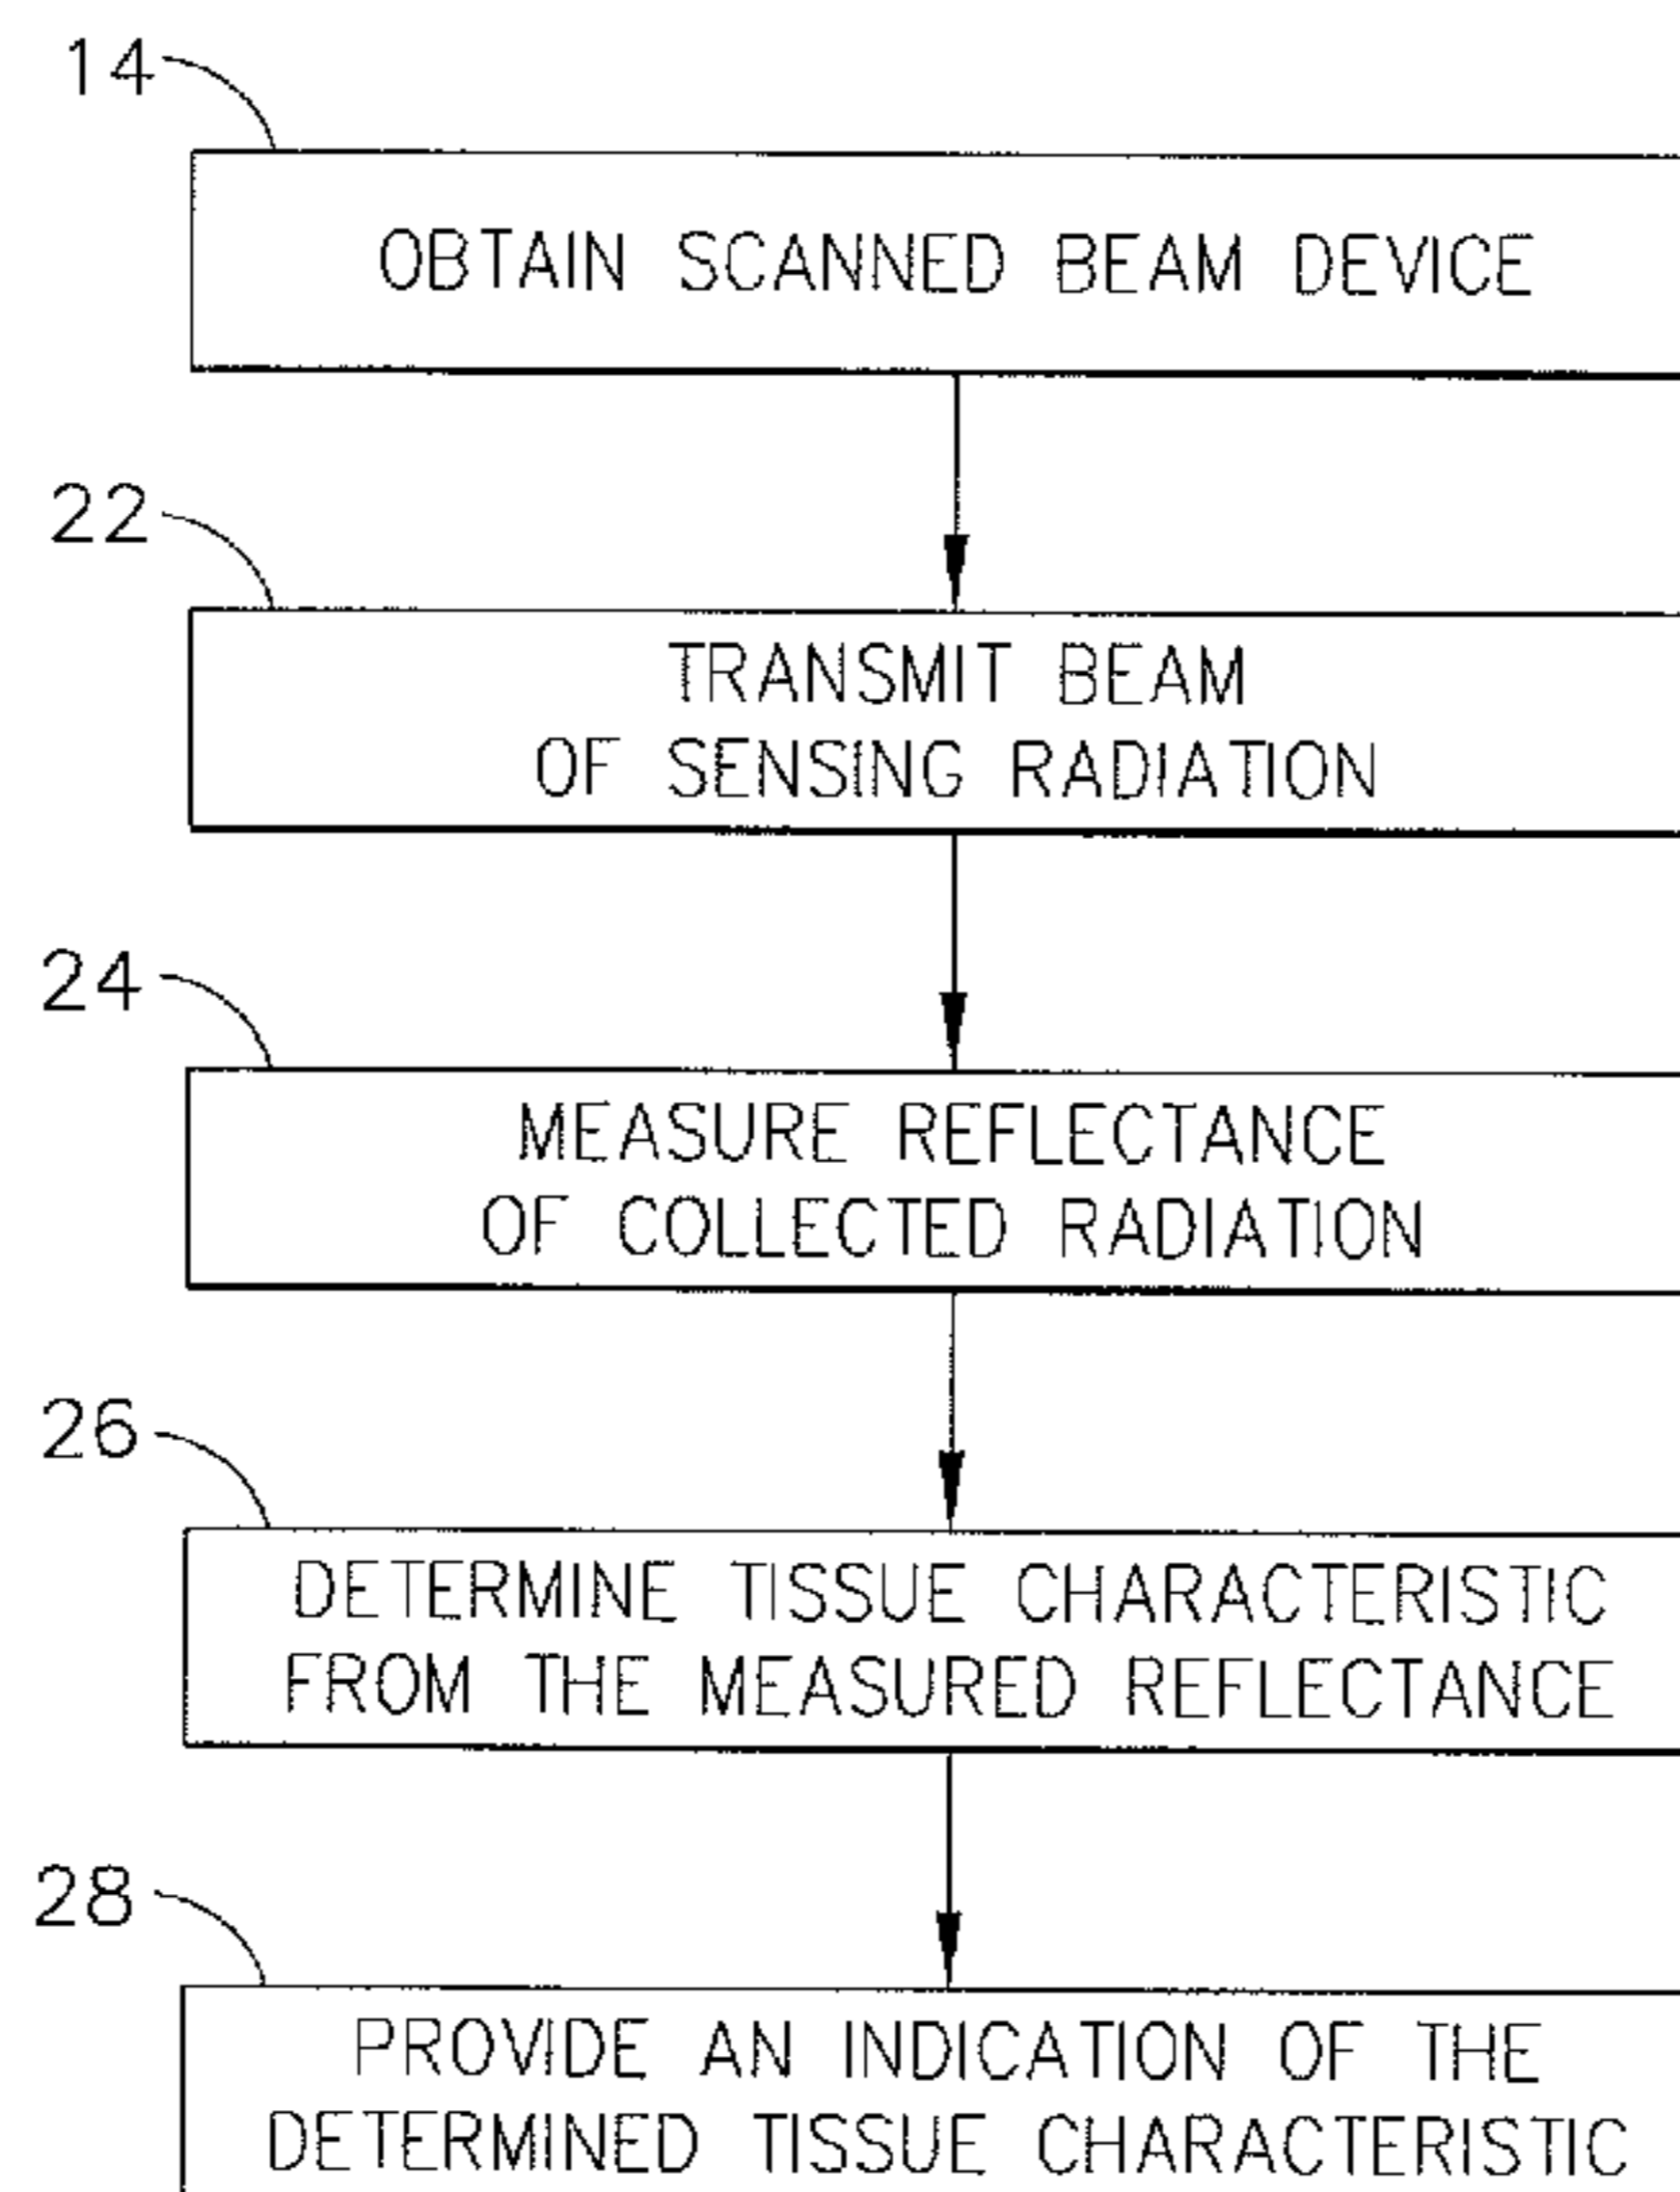 14
OBTAIN SCANNED BEAM DEVICE
22
TRANSMIT BEAM
OF SENSING RADIATION
24
MEASURE REFLECTANCE
OF COLLECTED RADIATION
26
DETERMINE TISSUE CHARACTERISTIC
FROM THE MEASURED REFLECTANCE
28
PROVIDE AN INDICATION OF THE
DETERMINED TISSUE CHARACTERISTIC